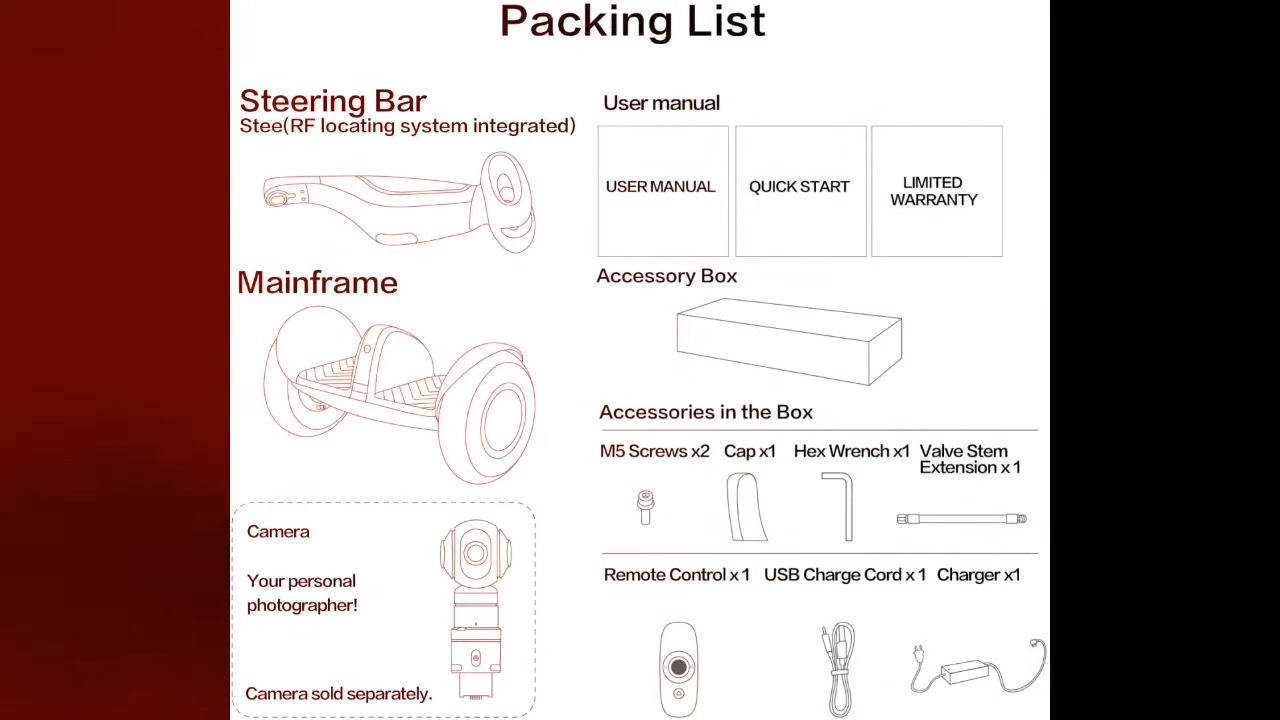 Packing List
Steering Bar
Stee(RF locating system integrated)
Mainframe
Camera
Your personal
photographer!
Camera sold separately.
User manual
USER MANUAL
QUICK START
LIMITED
WARRANTY
Accessory Box
Accessories in the Box
M5 Screws x2
Cap x1
Hex Wrench x1
Valve Stem
Extension x 1
Remote Control x 1
USB Charge Cord x 1
Charger x1